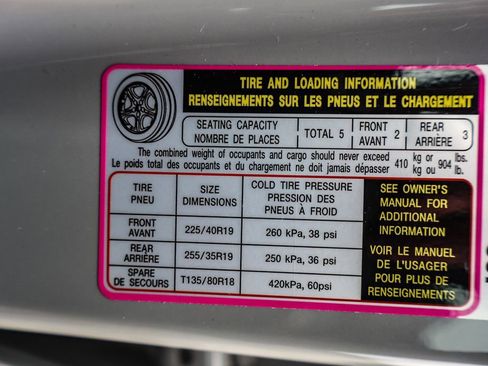 TIRE AND LOADING INFORMATION
RENSEIGNEMENTS SUR LES PNEUS ET LE CHARGEMENT
SEATING CAPACITY
NOMBRE DE PLACES
TOTAL 5
FRONT
AVANT 2
REAR
ARRIÈRE 3
The combined weight of occupants and cargo should never exceed
Le poids total des occupants et du chargement ne doit jamais dépasser
410 kg or 904 lbs.
kg ou lb.
TIRE
PNEU
SIZE
DIMENSIONS
COLD TIRE PRESSURE
PRESSION DES
PNEUS À FROID
FRONT
AVANT
225/40R19
260 kPa, 38 psi
REAR
ARRIÈRE
255/35R19
250 kPa, 36 psi
SPARE
DE SECOURS
T135/80R18
420kPa, 60psi
SEE OWNER'S
MANUAL FOR
ADDITIONAL
INFORMATION
VOIR LE MANUEL
DE L'USAGER
POUR PLUS DE
RENSEIGNEMENTS